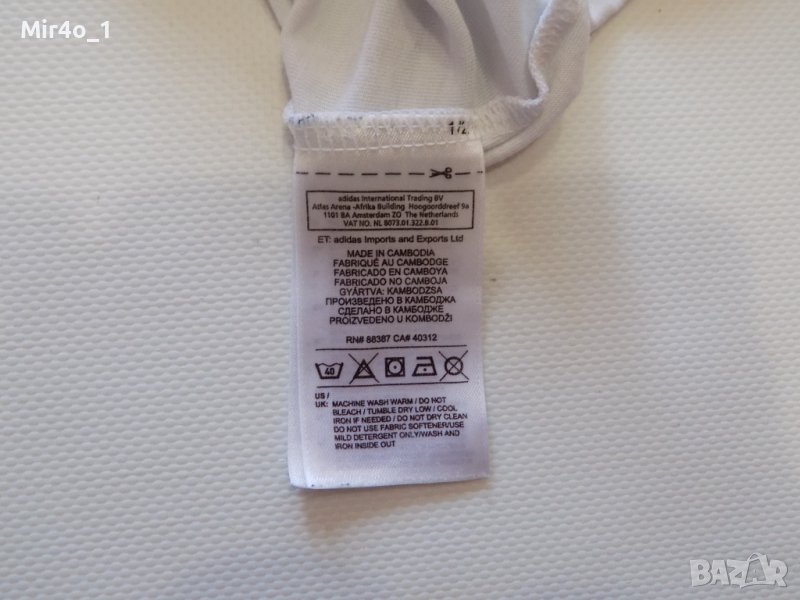 Mir4o_1
1/2
adidas International Trading BV
Atlas Arena -Afrika Building Hoogoorddreef 9a
1101 BA Amsterdam ZO The Netherlands
VAT NO: NL 8073.01.322.B.01
ET: adidas Imports and Exports Ltd
MADE IN CAMBODIA
FABRIQUÉ AU CAMBODGE
FABRICADO EN CAMBOYA
FABRICADO NO CAMBOJA
GYÁRTVA: KAMBODZSA
ПРОИЗВЕДЕНО В КАМБОДЖА
СДЕЛАНО В КАМБОДЖЕ
PROIZVEDENO U KOMBODŽI
RN# 88387 CA# 40312
40
US /
UK: MACHINE WASH WARM / DO NOT
BLEACH / TUMBLE DRY LOW / COOL
IRON IF NEEDED / DO NOT DRY CLEAN
DO NOT USE FABRIC SOFTENER/USE
MILD DETERGENT ONLY/WASH AND
IRON INSIDE OUT
BAZAR